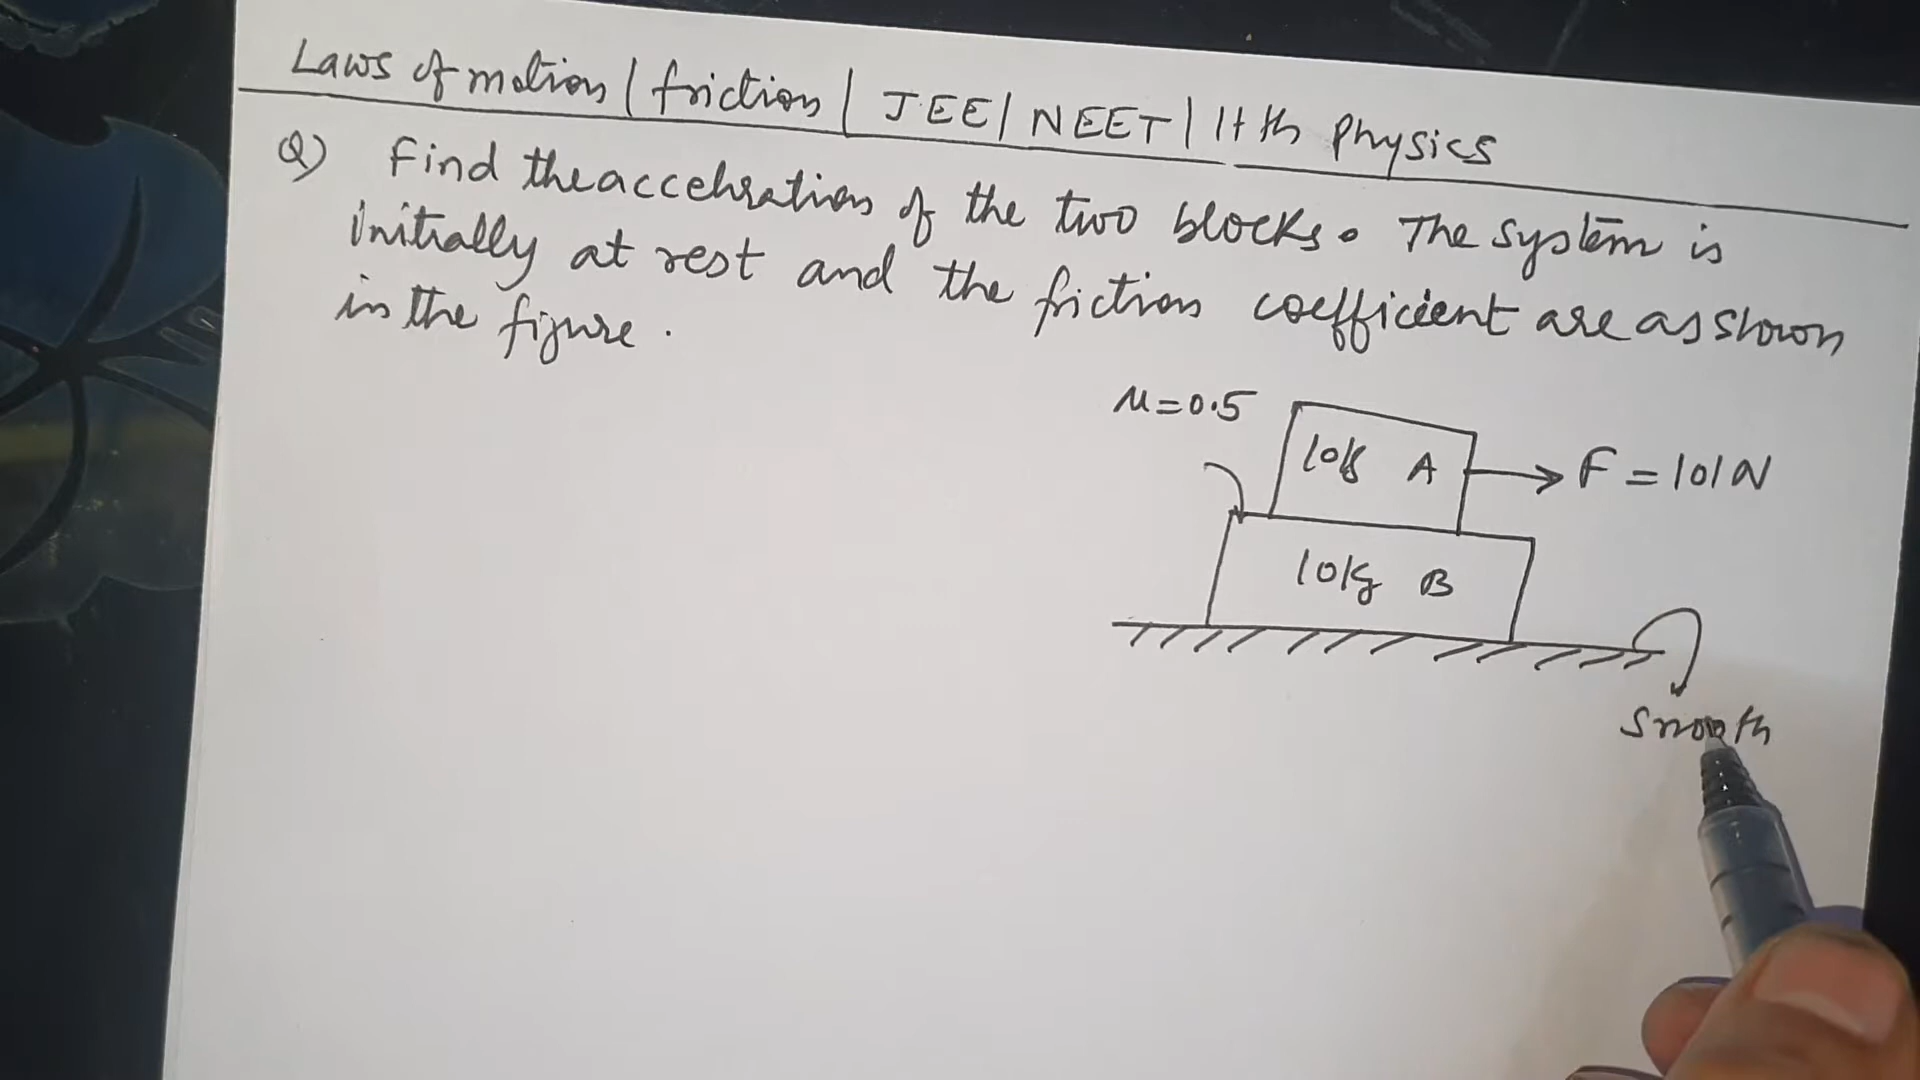 Laws of motion | friction | JEE | NEET | 11th Physics
Q) Find the acceleration of the two blocks. The system is
initially at rest and the friction coefficient are as shown
in the figure.
μ=0.5
10kg A
F = 101N
10kg B
Smooth